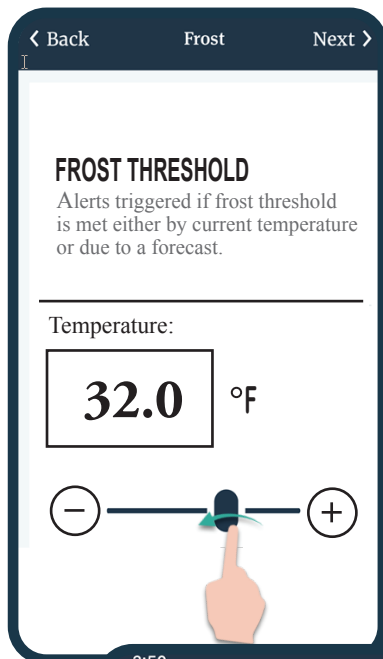 Back
Frost
Next
FROST THRESHOLD
Alerts triggered if frost threshold
is met either by current temperature
or due to a forecast.
Temperature:
32.0 °F